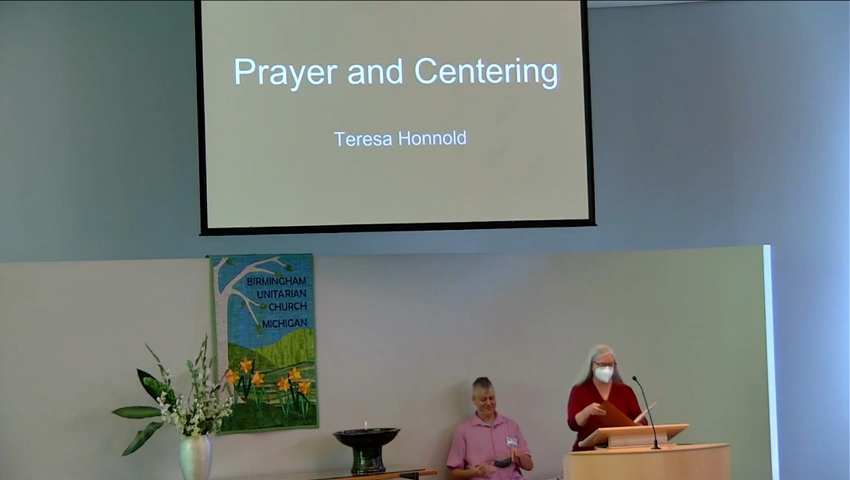 Prayer and Centering
Teresa Honnold
BIRMINGHAM
UNITARIAN
CHURCH
MICHIGAN